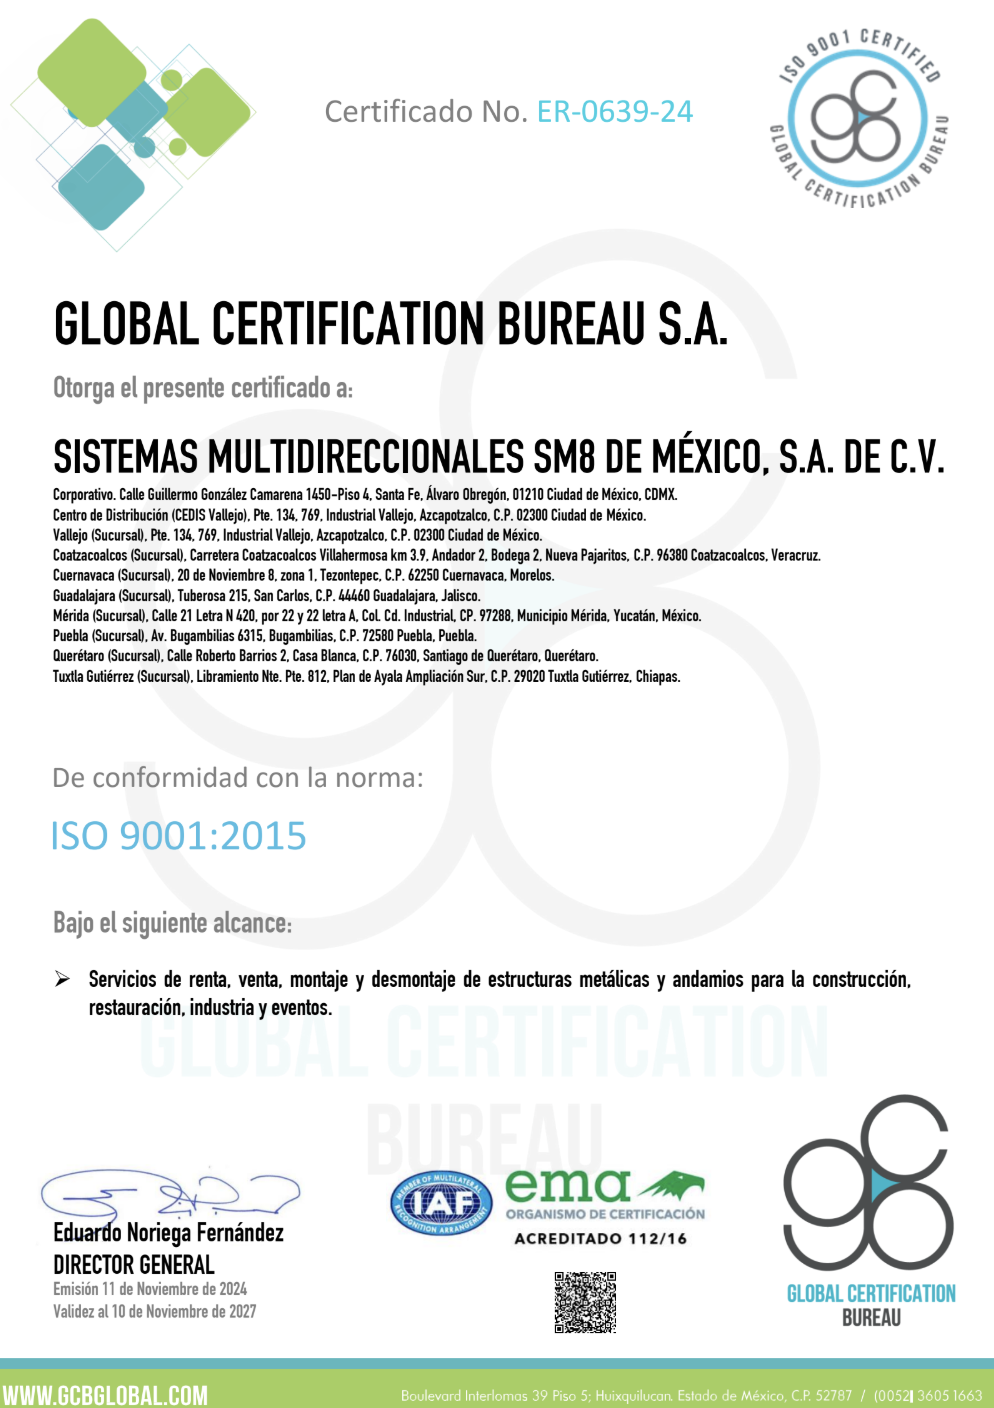 Certificado No. ER-0639-24
ISO 9001 CERTIFIED
GLOBAL CERTIFICATION BUREAU
GLOBAL CERTIFICATION BUREAU S.A.
Otorga el presente certificado a:
SISTEMAS MULTIDIRECCIONALES SM8 DE MÉXICO, S.A. DE C.V.
Corporativo. Calle Guillermo González Camarena 1450-Piso 4, Santa Fe, Álvaro Obregón, 01210 Ciudad de México, CDMX.
Centro de Distribución (CEDIS Vallejo), Pte. 134, 769, Industrial Vallejo, Azcapotzalco, C.P. 02300 Ciudad de México.
Vallejo (Sucursal), Pte. 134, 769, Industrial Vallejo, Azcapotzalco, C.P. 02300 Ciudad de México.
Coatzacoalcos (Sucursal), Carretera Coatzacoalcos Villahermosa km 3.9, Andador 2, Bodega 2, Nueva Pajaritos, C.P. 96380 Coatzacoalcos, Veracruz.
Cuernavaca (Sucursal), 20 de Noviembre 8, zona 1, Tezontepec, C.P. 62250 Cuernavaca, Morelos.
Guadalajara (Sucursal), Tuberosa 215, San Carlos, C.P. 44460 Guadalajara, Jalisco.
Mérida (Sucursal), Calle 21 Letra N 420, por 22 y 22 letra A, Col. Cd. Industrial, CP. 97288, Municipio Mérida, Yucatán, México.
Puebla (Sucursal), Av. Bugambilias 6315, Bugambilias, C.P. 72580 Puebla, Puebla.
Querétaro (Sucursal), Calle Roberto Barrios 2, Casa Blanca, C.P. 76030, Santiago de Querétaro, Querétaro.
Tuxtla Gutiérrez (Sucursal), Libramiento Nte. Pte. 812, Plan de Ayala Ampliación Sur, C.P. 29020 Tuxtla Gutiérrez, Chiapas.
De conformidad con la norma:
ISO 9001:2015
Bajo el siguiente alcance:
➢ Servicios de renta, venta, montaje y desmontaje de estructuras metálicas y andamios para la construcción,
restauración, industria y eventos.
GLOBAL CERTIFICATION
BUREAU
Eduardo Noriega Fernández
DIRECTOR GENERAL
Emisión 11 de Noviembre de 2024
Validez al 10 de Noviembre de 2027
MEMBER OF MULTILATERAL
IAF
RECOGNITION ARRANGEMENT
ema
ORGANISMO DE CERTIFICACIÓN
ACREDITADO 112/16
GLOBAL CERTIFICATION
BUREAU
WWW.GCBGLOBAL.COM
Boulevard Interlomas 39 Piso 5; Huixquilucan. Estado de México, C.P. 52787 / (0052) 3605 1663